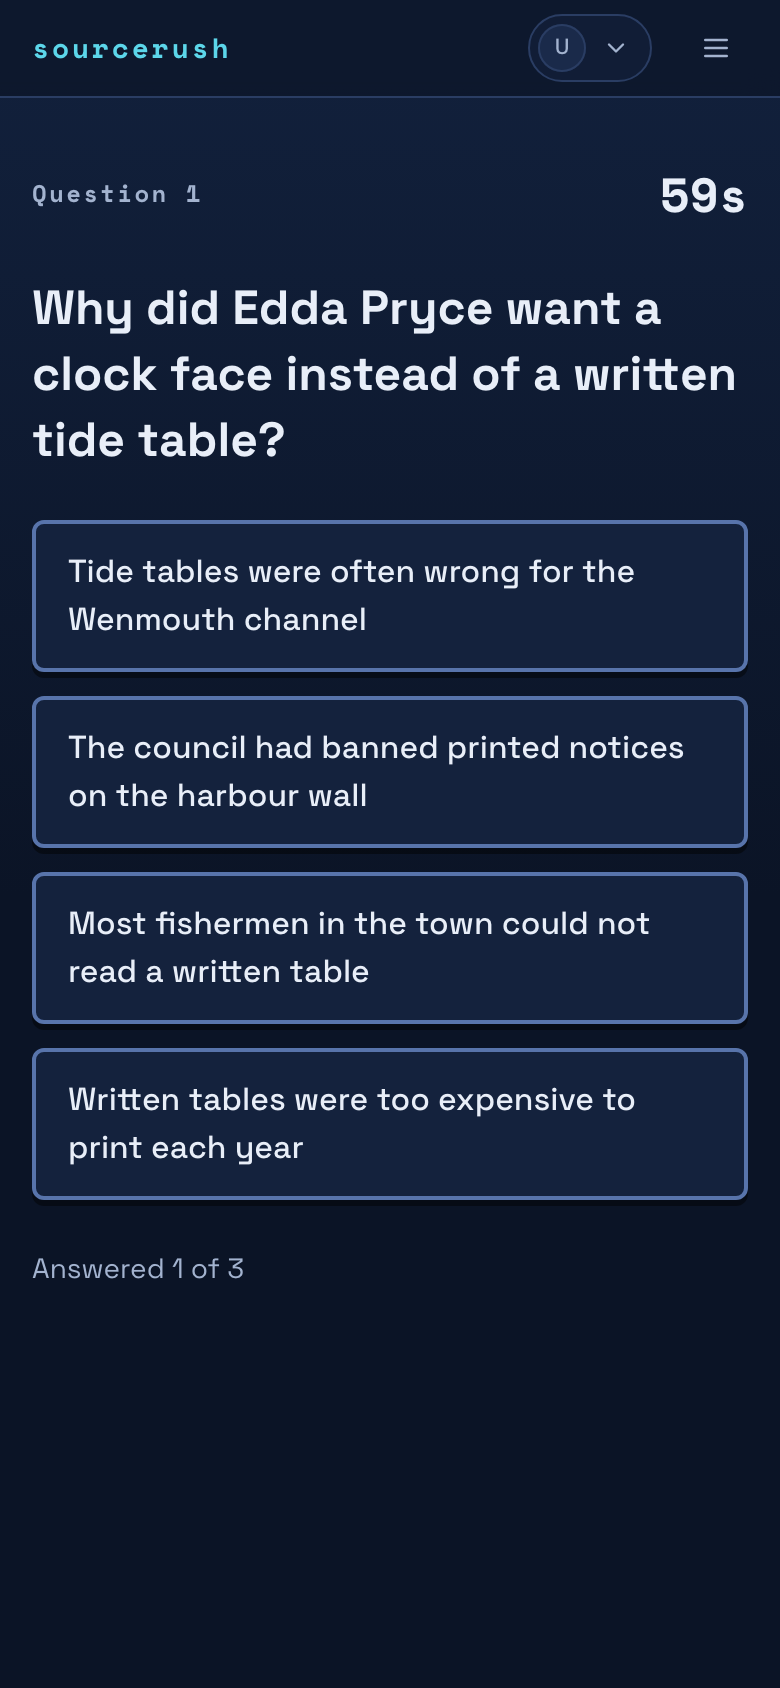 sourcerush
U
Question 1
59s
Why did Edda Pryce want a
clock face instead of a written
tide table?
Tide tables were often wrong for the
Wenmouth channel
The council had banned printed notices
on the harbour wall
Most fishermen in the town could not
read a written table
Written tables were too expensive to
print each year
Answered 1 of 3